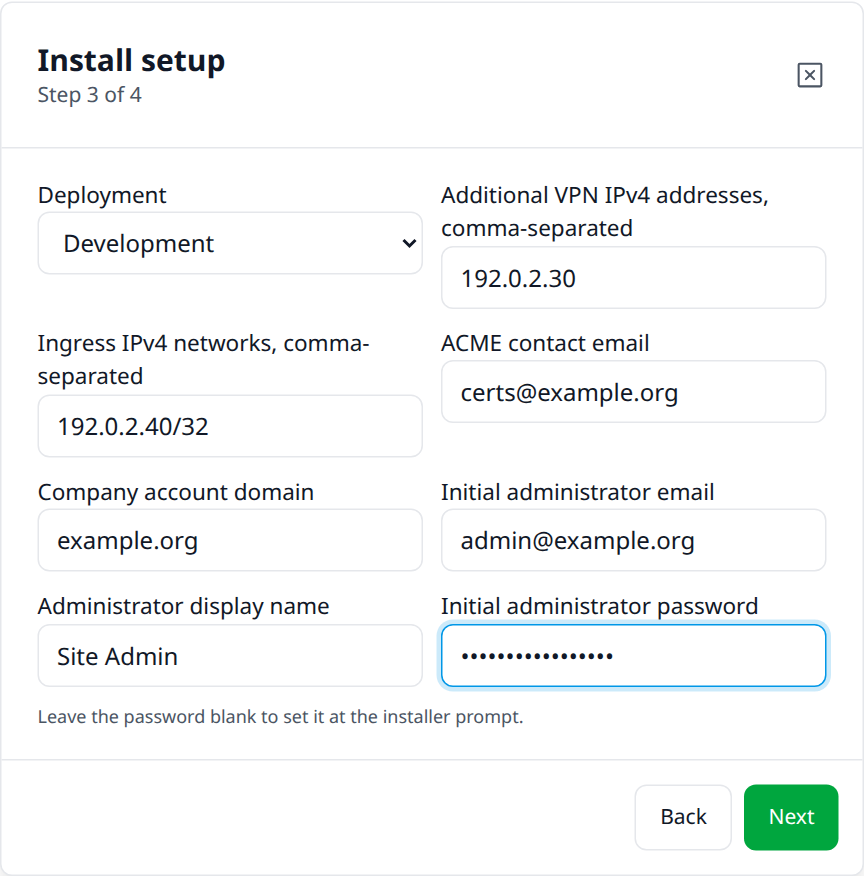 Install setup
Step 3 of 4
Deployment
Development
Additional VPN IPv4 addresses,
comma-separated
192.0.2.30
Ingress IPv4 networks, comma-
separated
192.0.2.40/32
ACME contact email
certs@example.org
Company account domain
example.org
Initial administrator email
admin@example.org
Administrator display name
Site Admin
Initial administrator password
•••••••••••••••••
Leave the password blank to set it at the installer prompt.
Back
Next